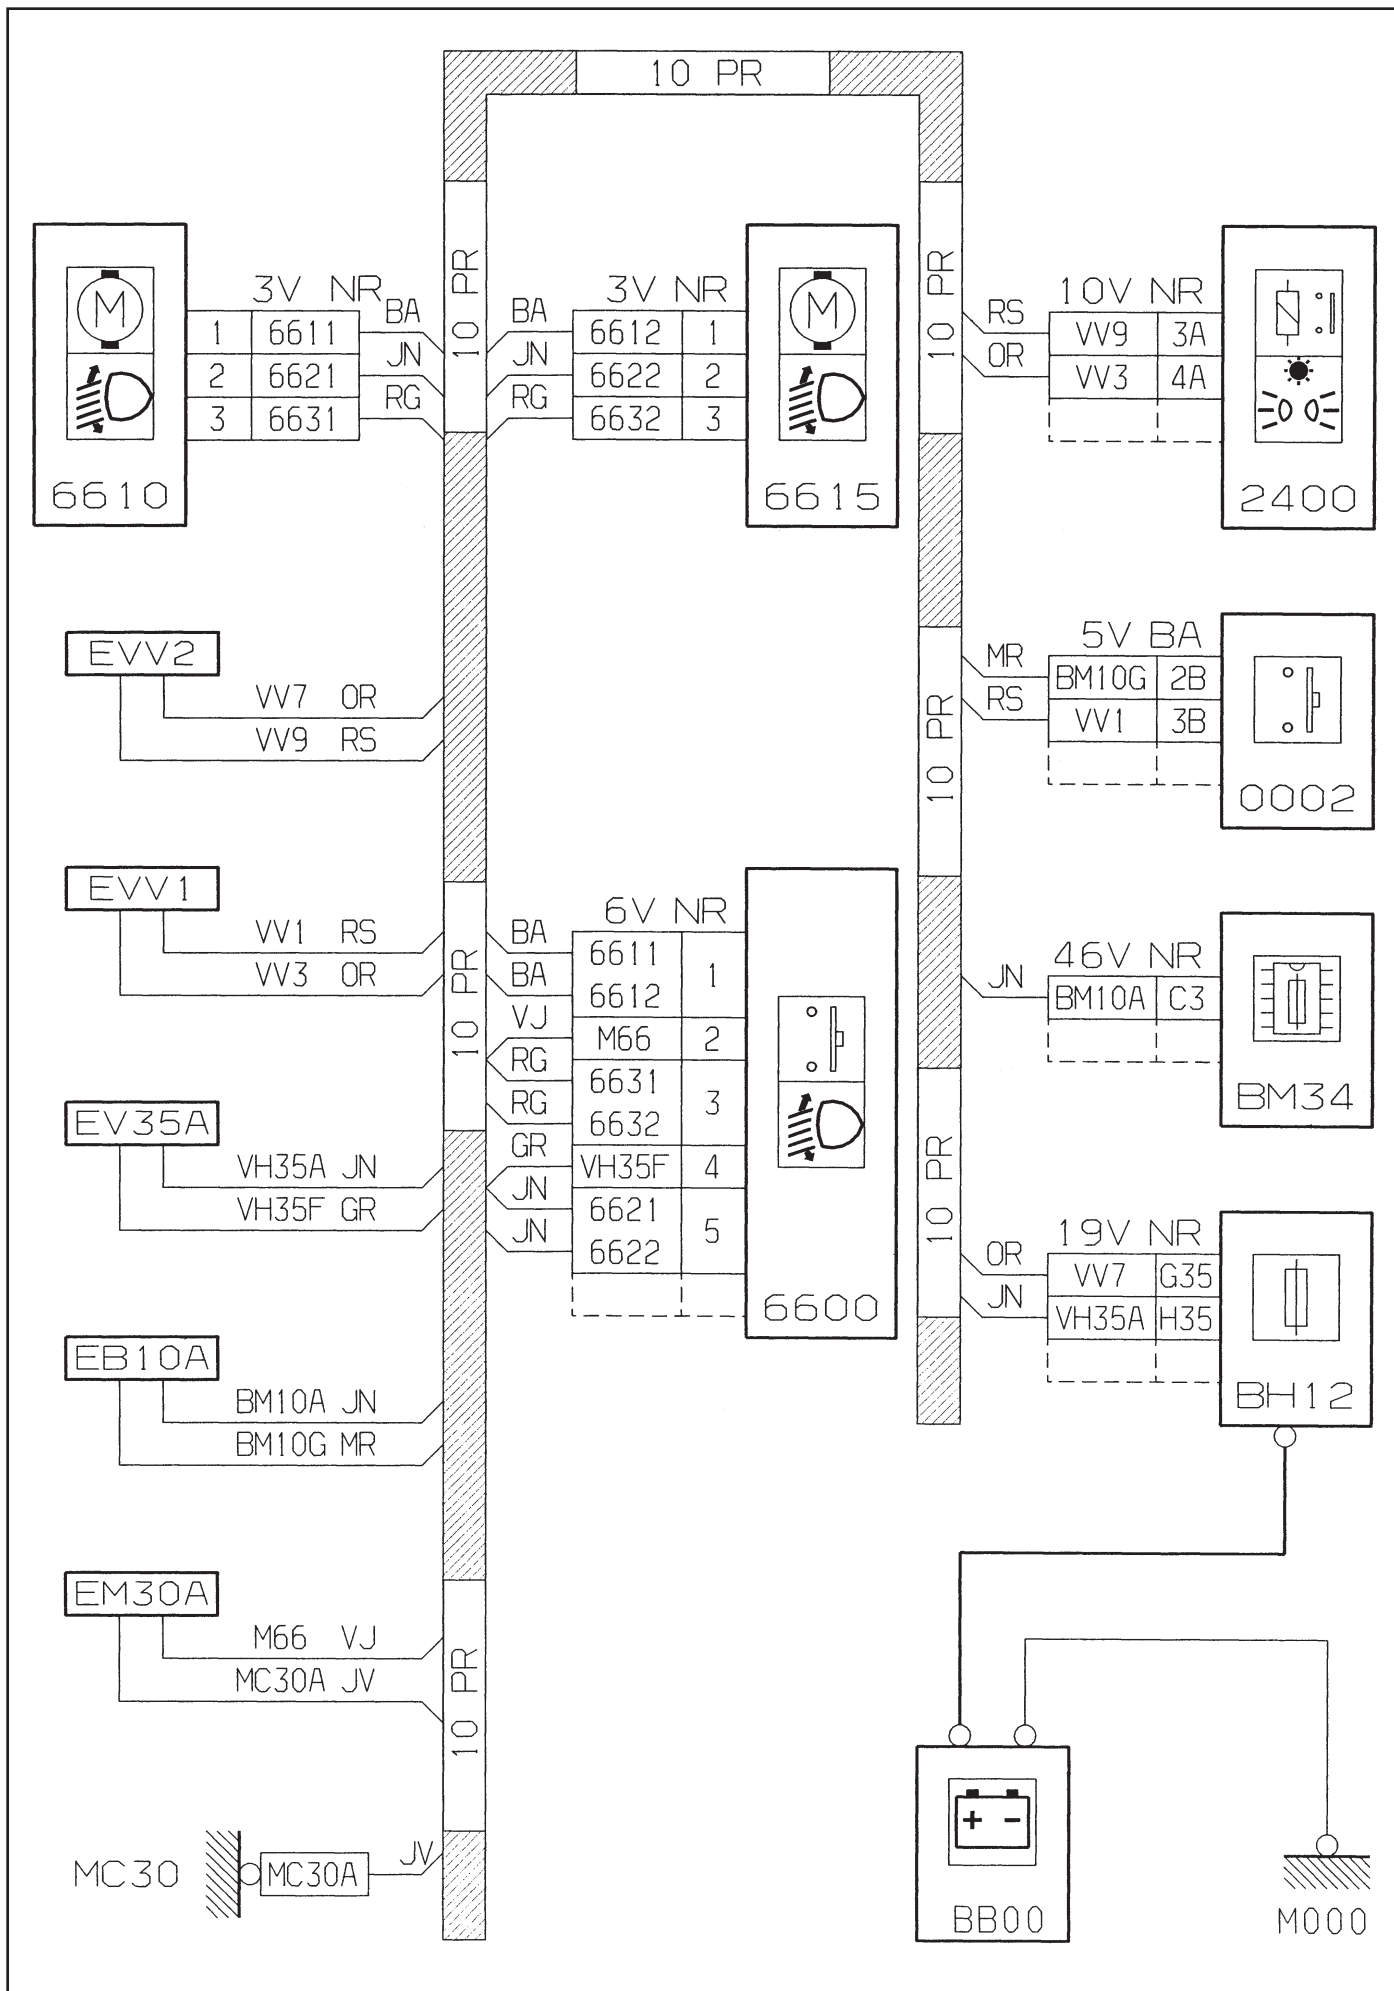 10 PR
10 PR
10 PR
3V NR
1 6611 BA
2 6621 JN
3 6631 RG
6610
3V NR
BA 6612 1
JN 6622 2
RG 6632 3
6615
10V NR
RS VV9 3A
OR VV3 4A
2400
EVV2
VV7 OR
VV9 RS
5V BA
MR BM10G 2B
RS VV1 3B
0002
10 PR
EVV1
VV1 RS
VV3 OR
10 PR
6V NR
BA 6611
BA 6612 1
VJ M66 2
RG 6631
RG 6632 3
GR VH35F 4
JN 6621
JN 6622 5
6600
46V NR
JN BM10A C3
BM34
EV35A
VH35A JN
VH35F GR
10 PR
19V NR
OR VV7 G35
JN VH35A H35
BH12
EB10A
BM10A JN
BM10G MR
EM30A
M66 VJ
MC30A JV
10 PR
MC30 MC30A JV
+ -
BB00
M000